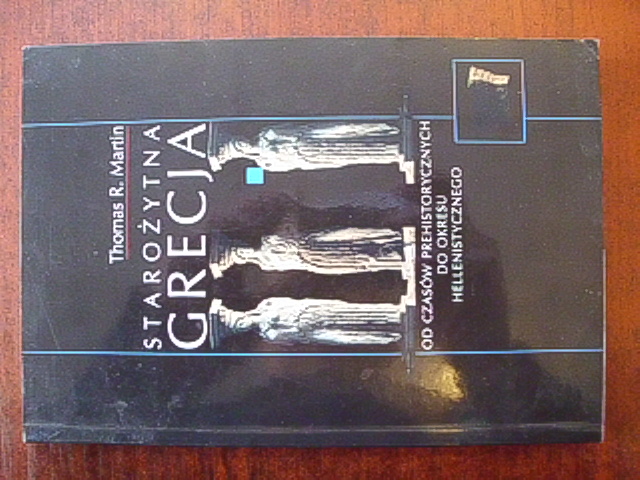 Thomas R. Martin
STAROŻYTNA
GRECJA
OD CZASÓW PREHISTORYCZNYCH
DO OKRESU
HELLENISTYCZNEGO